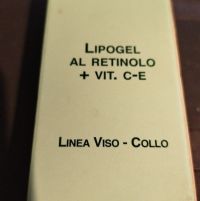 Lipogel
al Retinolo
+ Vit. C-E
Linea Viso - Collo